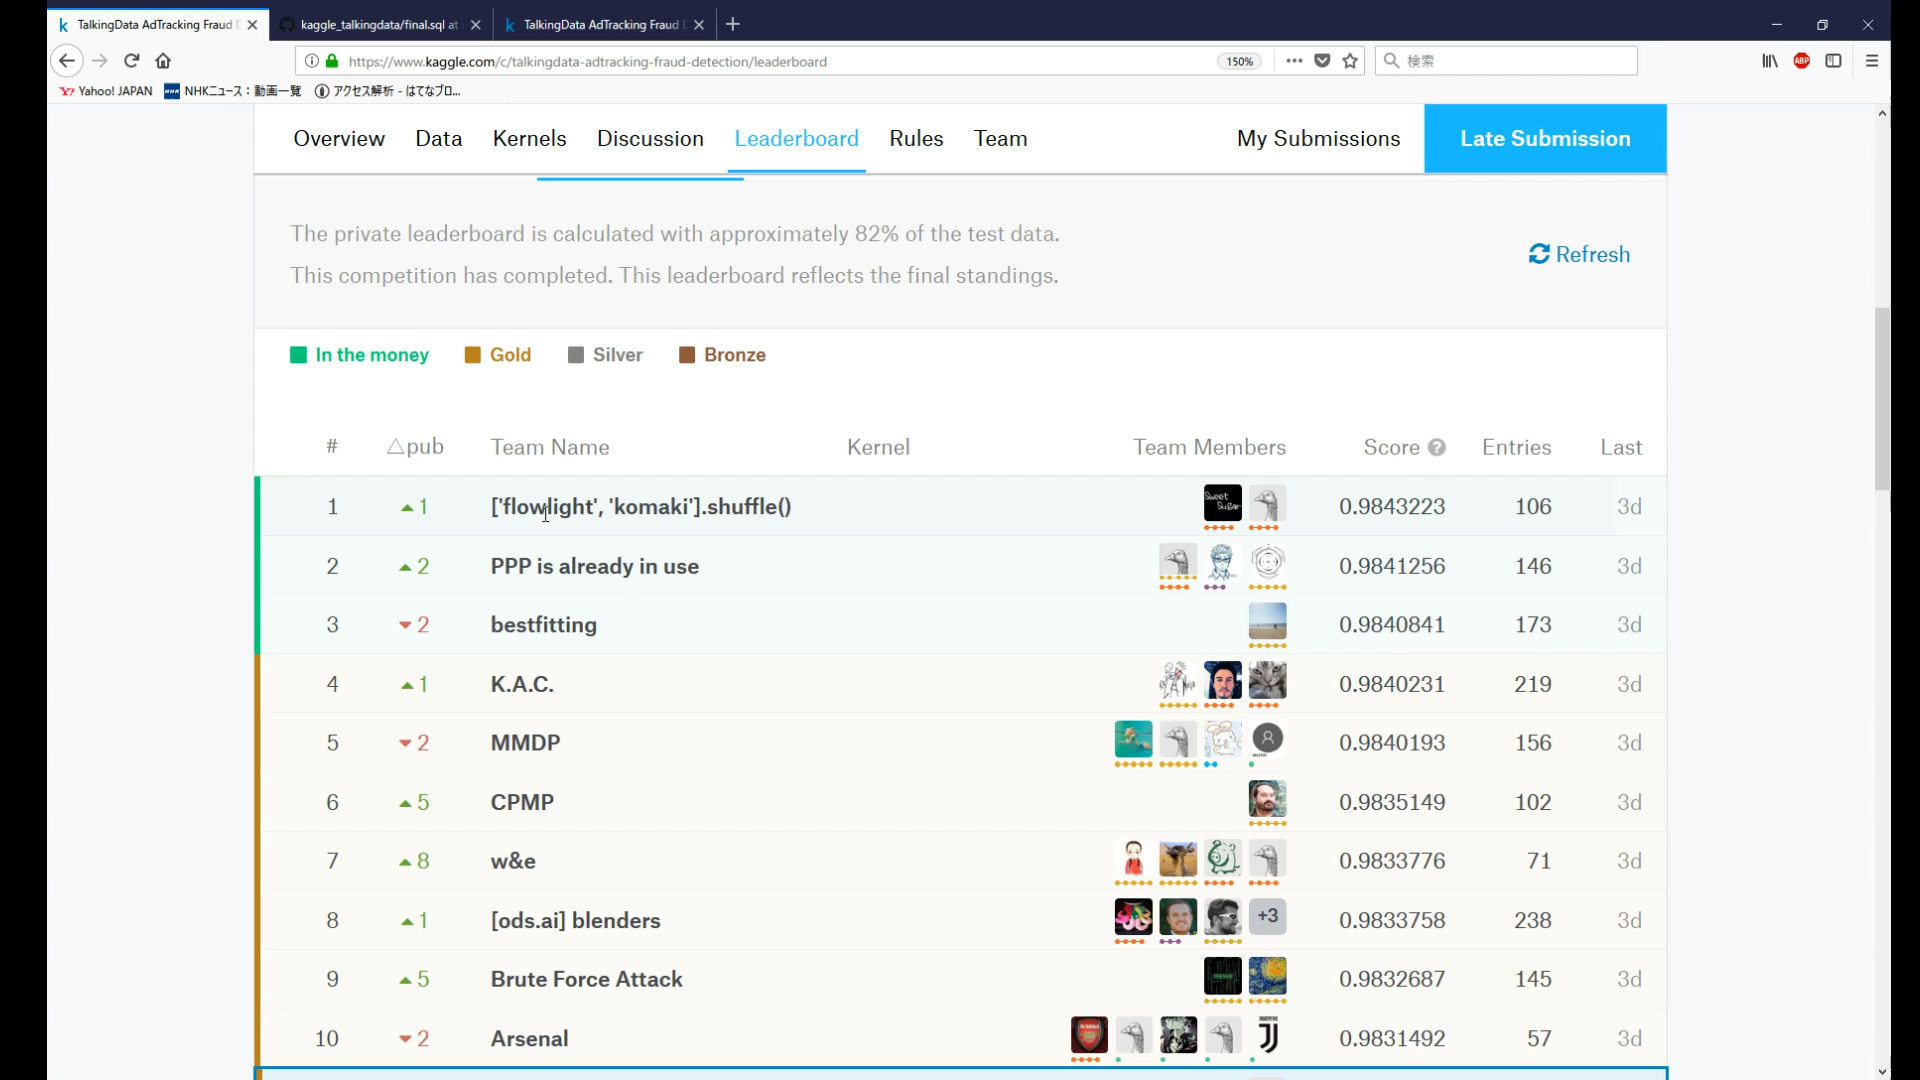 TalkingData AdTracking Fraud
kaggle_talkingdata/final.sql at
TalkingData AdTracking Fraud
https://www.kaggle.com/c/talkingdata-adtracking-fraud-detection/leaderboard
150%
検索
ABP
Y! Yahoo! JAPAN
NHK NHKニュース：動画一覧
アクセス解析 - はてなブロ...
Overview
Data
Kernels
Discussion
Leaderboard
Rules
Team
My Submissions
Late Submission
The private leaderboard is calculated with approximately 82% of the test data.
This competition has completed. This leaderboard reflects the final standings.
Refresh
In the money
Gold
Silver
Bronze
# △pub Team Name Kernel Team Members Score ? Entries Last
1 ▲1 ['flowlight', 'komaki'].shuffle() Sweet Sugar 0.9843223 106 3d
2 ▲2 PPP is already in use 0.9841256 146 3d
3 ▼2 bestfitting 0.9840841 173 3d
4 ▲1 K.A.C. 0.9840231 219 3d
5 ▼2 MMDP 0.9840193 156 3d
6 ▲5 CPMP 0.9835149 102 3d
7 ▲8 w&e 0.9833776 71 3d
8 ▲1 [ods.ai] blenders +3 0.9833758 238 3d
9 ▲5 Brute Force Attack 0.9832687 145 3d
10 ▼2 Arsenal Arsenal 0.9831492 57 3d